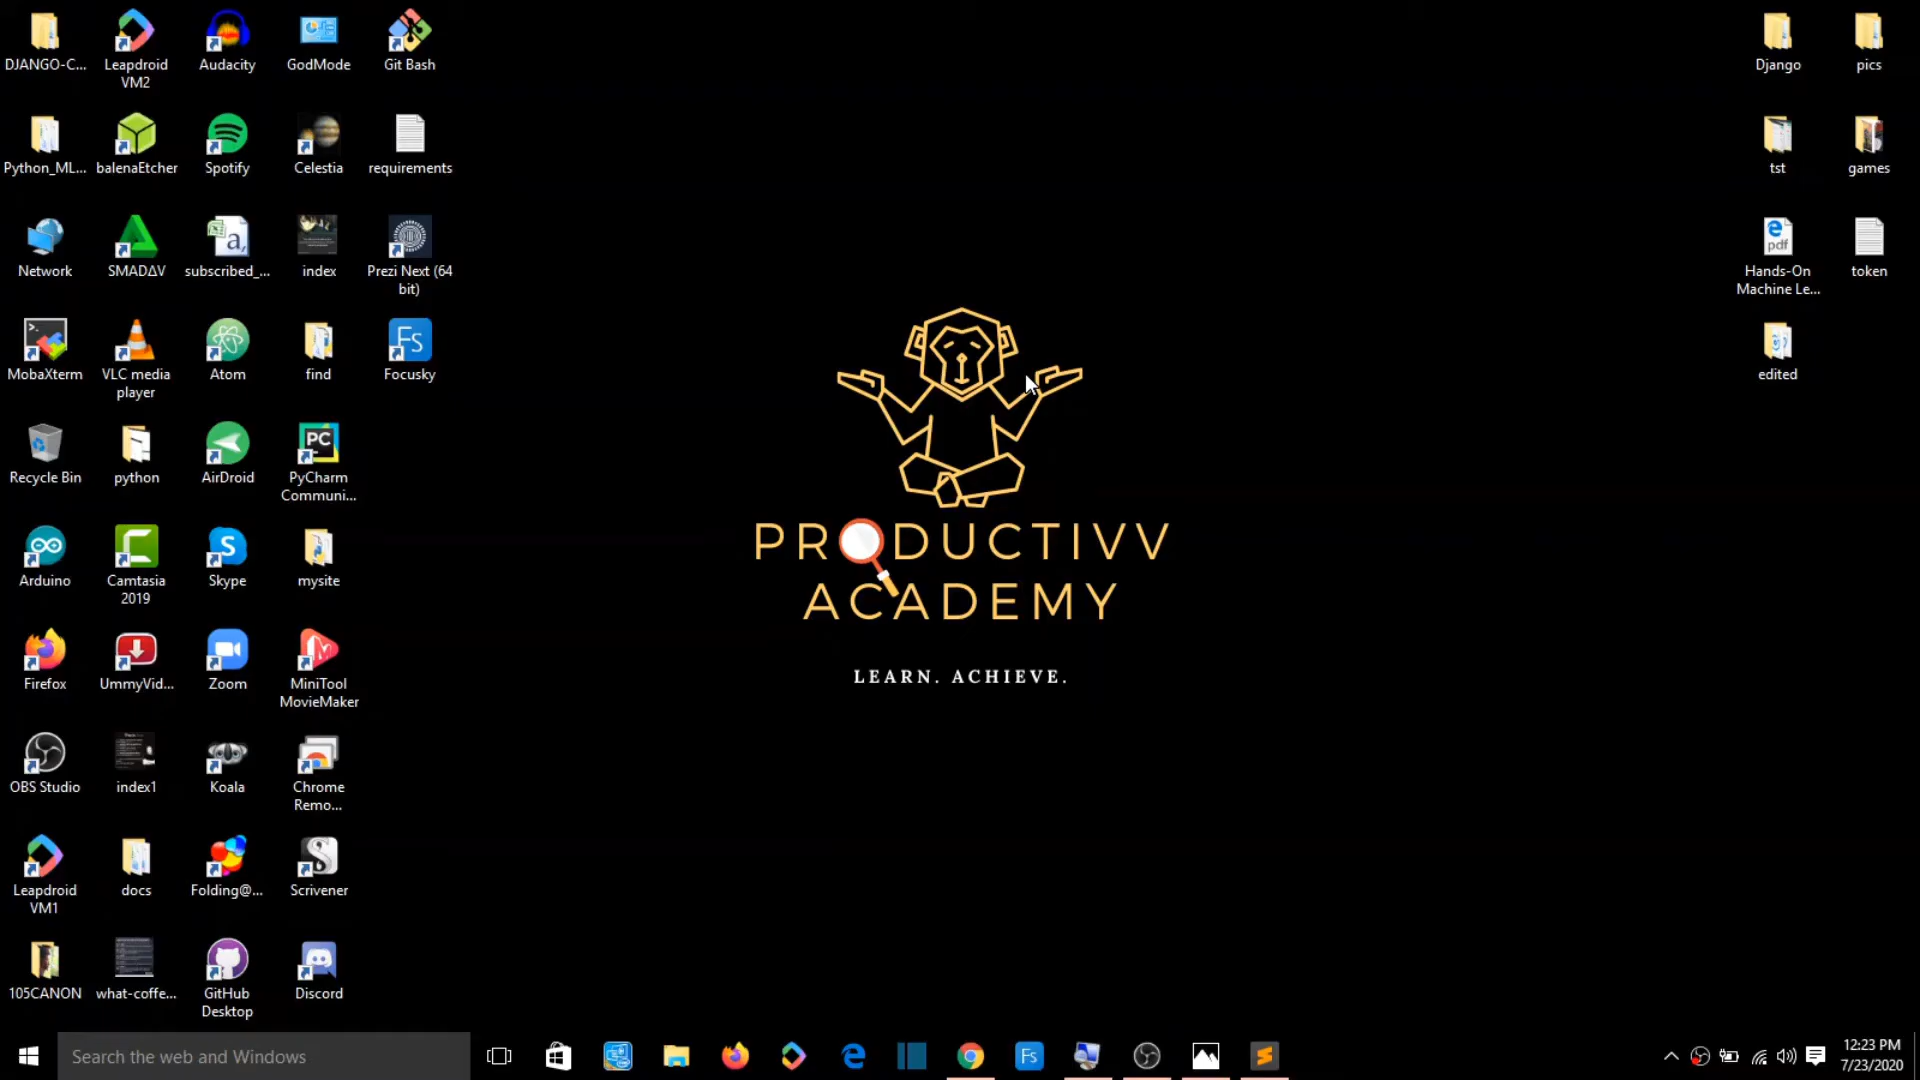 DJANGO-C...
Leapdroid
VM2
Audacity
GodMode
Git Bash
Django
pics
Python_ML...
balenaEtcher
Spotify
Celestia
requirements
tst
games
Network
SMADΔV
subscribed_...
index
Prezi Next (64
bit)
Hands-On
Machine Le...
token
MobaXterm
VLC media
player
Atom
find
Focusky
edited
Recycle Bin
python
AirDroid
PyCharm
Communi...
PRODUCTIVV
ACADEMY
LEARN. ACHIEVE.
Arduino
Camtasia
2019
Skype
mysite
Firefox
UmmyVid...
Zoom
MiniTool
MovieMaker
OBS Studio
index1
Koala
Chrome
Remo...
Leapdroid
VM1
docs
Folding@...
Scrivener
105CANON
what-coffe...
GitHub
Desktop
Discord
Search the web and Windows
12:23 PM
7/23/2020